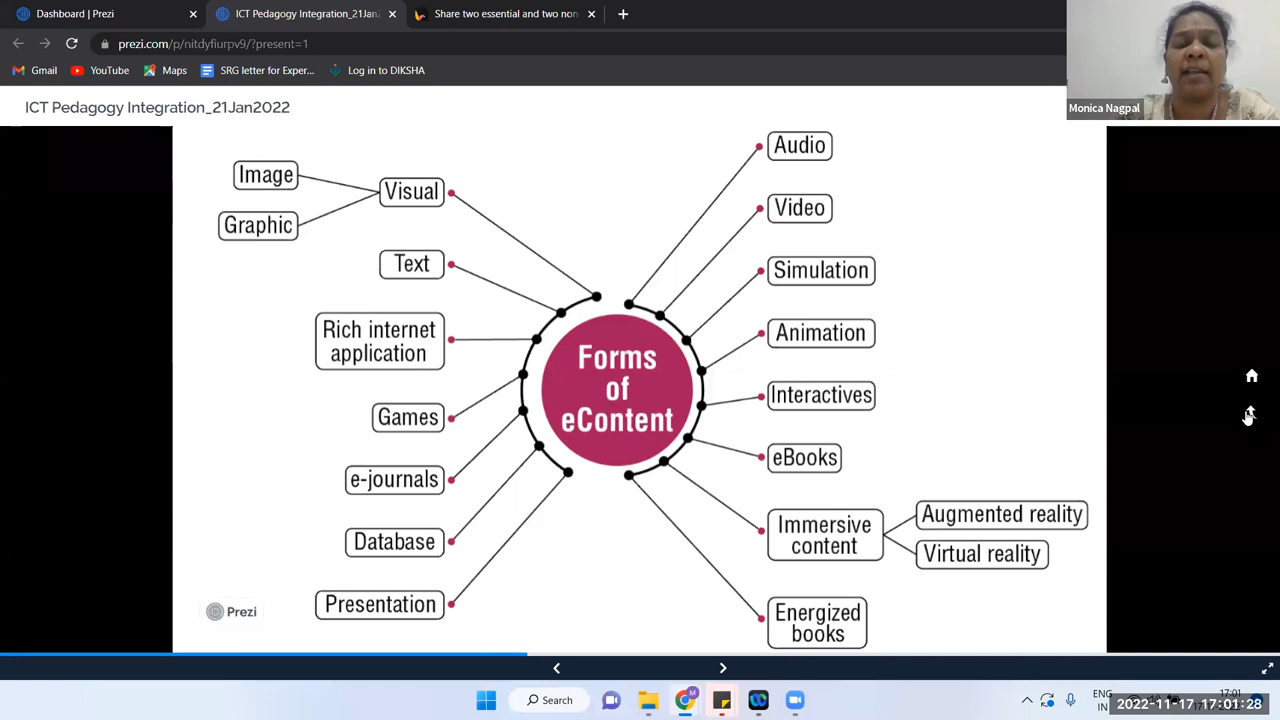 Dashboard | Prezi
ICT Pedagogy Integration_21Jan2
Share two essential and two non
prezi.com/p/nitdyfiurpv9/?present=1
Gmail
YouTube
Maps
SRG letter for Exper...
Log in to DIKSHA
Monica Nagpal
ICT Pedagogy Integration_21Jan2022
Image
Graphic
Visual
Text
Rich internet
application
Games
e-journals
Database
Presentation
Forms
of
eContent
Audio
Video
Simulation
Animation
Interactives
eBooks
Immersive
content
Augmented reality
Virtual reality
Energized
books
Prezi
Search
M
ENG
IN
17:01
2022-11-17 17:01:28